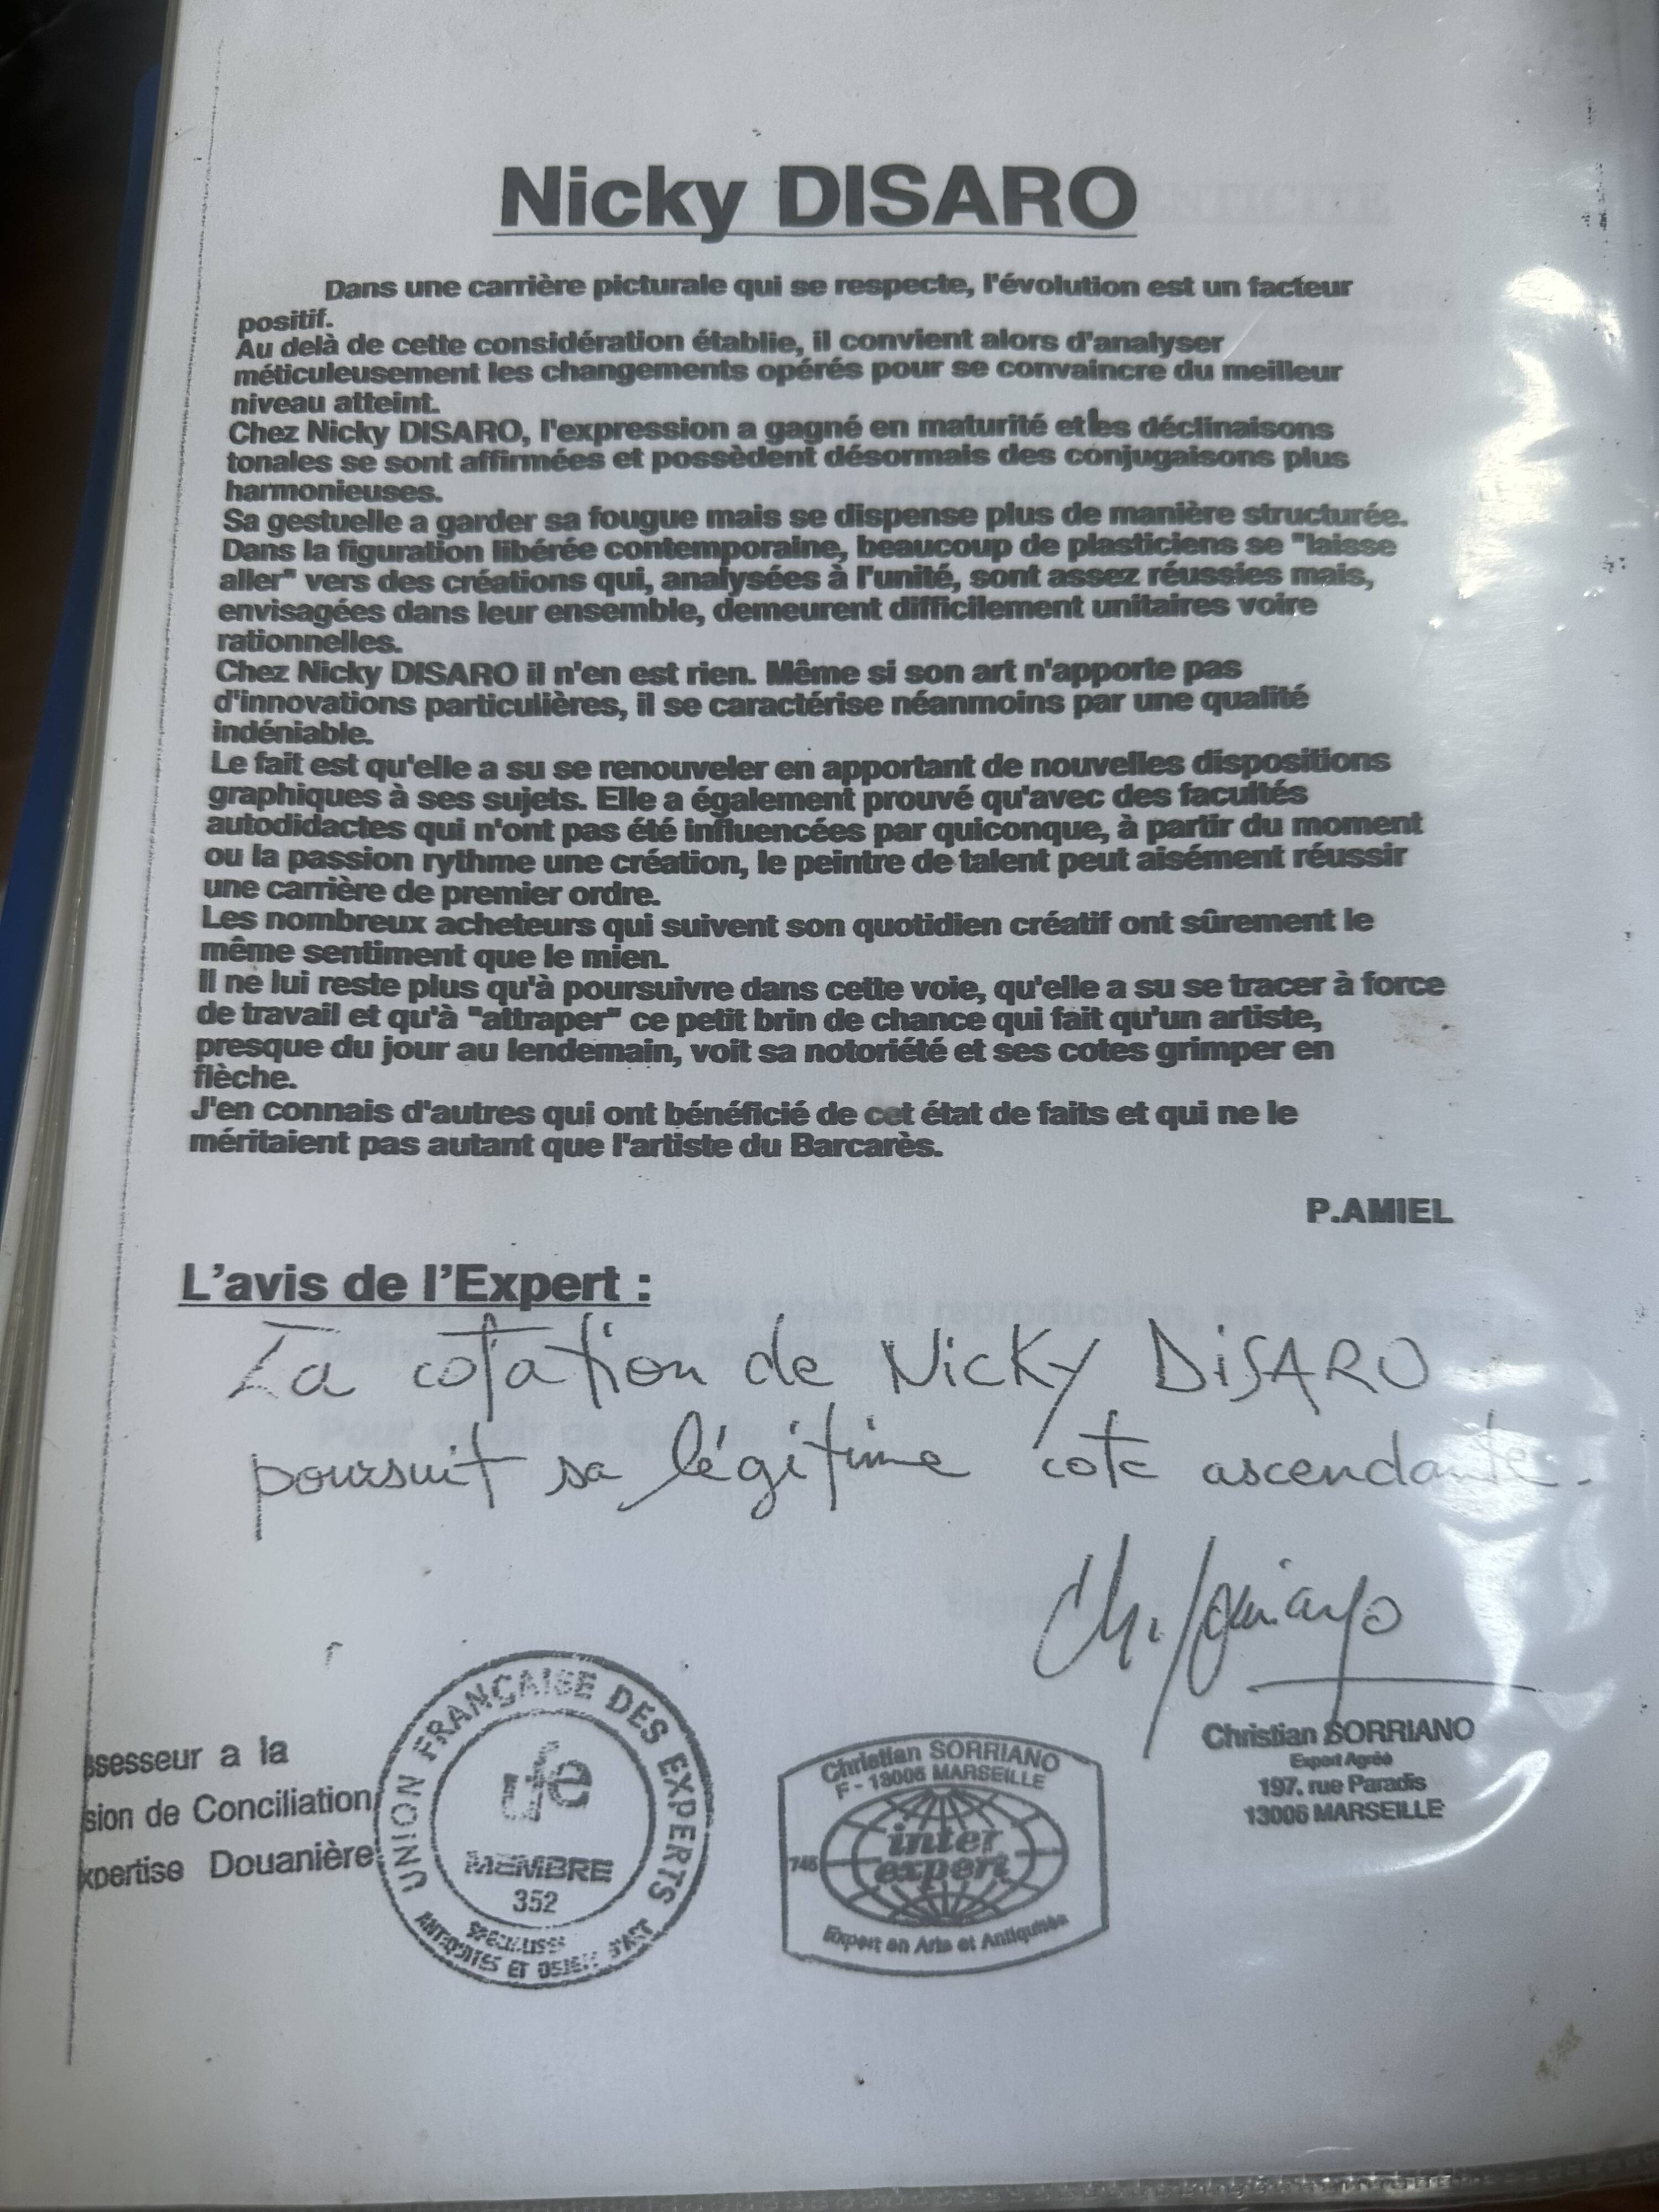 Nicky DISARO
Dans une carrière picturale qui se respecte, l'évolution est un facteur
positif.
Au delà de cette considération établie, il convient alors d'analyser
méticuleusement les changements opérés pour se convaincre du meilleur
niveau atteint.
Chez Nicky DISARO, l'expression a gagné en maturité et les déclinaisons
tonales se sont affirmées et possèdent désormais des conjugaisons plus
harmonieuses.
Sa gestuelle a garder sa fougue mais se dispense plus de manière structurée.
Dans la figuration libérée contemporaine, beaucoup de plasticiens se "laisse
aller" vers des créations qui, analysées à l'unité, sont assez réussies mais,
envisagées dans leur ensemble, demeurent difficilement unitaires voire
rationnelles.
Chez Nicky DISARO il n'en est rien. Même si son art n'apporte pas
d'innovations particulières, il se caractérise néanmoins par une qualité
indéniable.
Le fait est qu'elle a su se renouveler en apportant de nouvelles dispositions
graphiques à ses sujets. Elle a également prouvé qu'avec des facultés
autodidactes qui n'ont pas été influencées par quiconque, à partir du moment
ou la passion rythme une création, le peintre de talent peut aisément réussir
une carrière de premier ordre.
Les nombreux acheteurs qui suivent son quotidien créatif ont sûrement le
même sentiment que le mien.
Il ne lui reste plus qu'à poursuivre dans cette voie, qu'elle a su se tracer à force
de travail et qu'à "attraper" ce petit brin de chance qui fait qu'un artiste,
presque du jour au lendemain, voit sa notoriété et ses cotes grimper en
flèche.
J'en connais d'autres qui ont bénéficié de cet état de faits et qui ne le
méritaient pas autant que l'artiste du Barcarès.
P.AMIEL
L'avis de l'Expert :
La cotation de Nicky DiSARO
poursuit sa légitime cote ascendante.
Christian SORRIANO
Expert Agréé
197. rue Paradis
13006 MARSEILLE
ssesseur a la
sion de Conciliation
xpertise Douanière
UNION FRANÇAISE DES EXPERTS
ufe
MEMBRE
352
SPECIALISTE
ANTIQUITES ET OBJETS D'ART
Christian SORRIANO
F - 13006 MARSEILLE
745
inter
expert
Expert en Arts et Antiquités